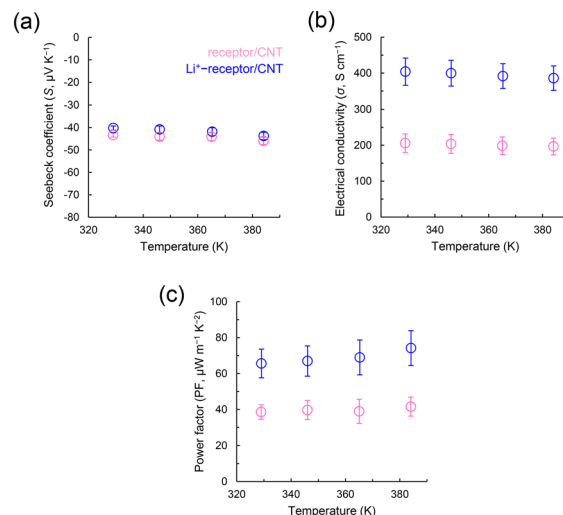 (a)
0
-10
-20
-30
-40
-50
-60
-70
-80
320 340 360 380
Seebeck coefficient (S, μV K⁻¹)
Temperature (K)
receptor/CNT
Li⁺−receptor/CNT
(b)
500
400
300
200
100
0
320 340 360 380
Electrical conductivity (σ, S cm⁻¹)
Temperature (K)
(c)
100
80
60
40
20
0
320 340 360 380
Power factor (PF, μW m⁻¹ K⁻²)
Temperature (K)